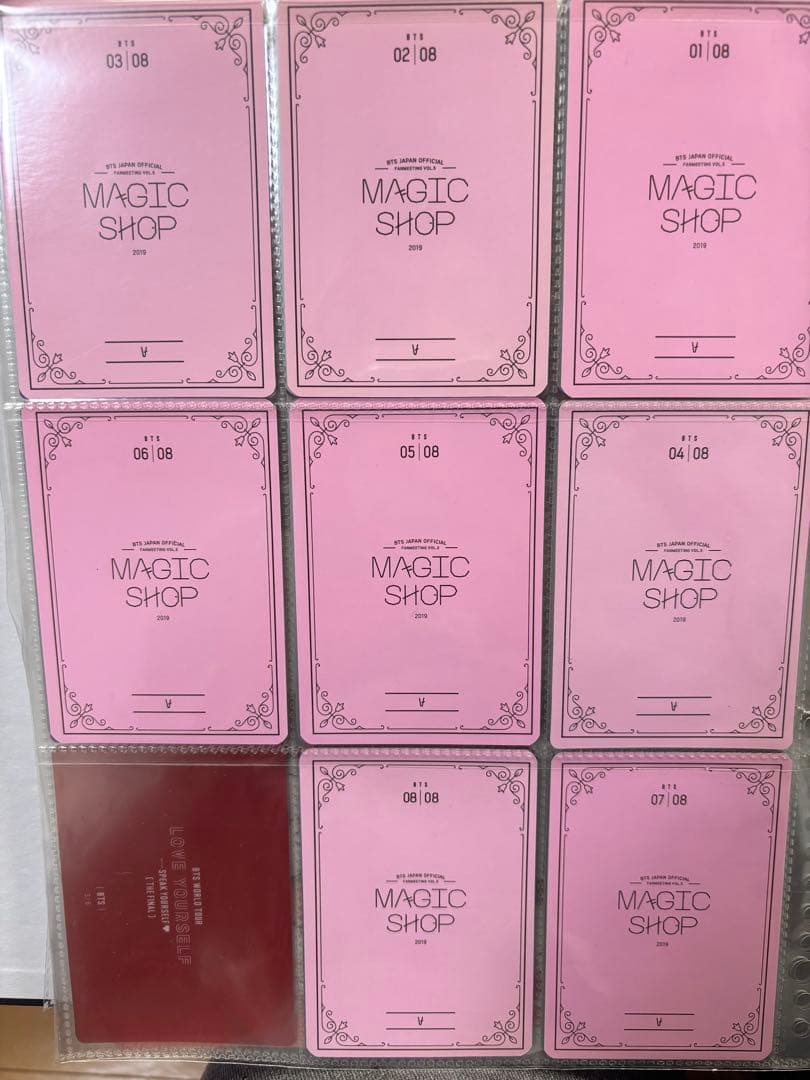 BTS
03|08
BTS JAPAN OFFICIAL
FANMEETING VOL.5
MAGIC
SHOP
2019
∀
BTS
02|08
BTS JAPAN OFFICIAL
FANMEETING VOL.5
MAGIC
SHOP
2019
∀
BTS
01|08
BTS JAPAN OFFICIAL
FANMEETING VOL.5
MAGIC
SHOP
2019
∀
BTS
06|08
BTS JAPAN OFFICIAL
FANMEETING VOL.5
MAGIC
SHOP
2019
∀
BTS
05|08
BTS JAPAN OFFICIAL
FANMEETING VOL.5
MAGIC
SHOP
2019
∀
BTS
04|08
BTS JAPAN OFFICIAL
FANMEETING VOL.5
MAGIC
SHOP
2019
∀
BTS WORLD TOUR
LOVE YOURSELF
SPEAK YOURSELF♥
[THE FINAL]
[BTS]
BTS
08|08
BTS JAPAN OFFICIAL
FANMEETING VOL.5
MAGIC
SHOP
2019
∀
BTS
07|08
BTS JAPAN OFFICIAL
FANMEETING VOL.5
MAGIC
SHOP
2019
∀